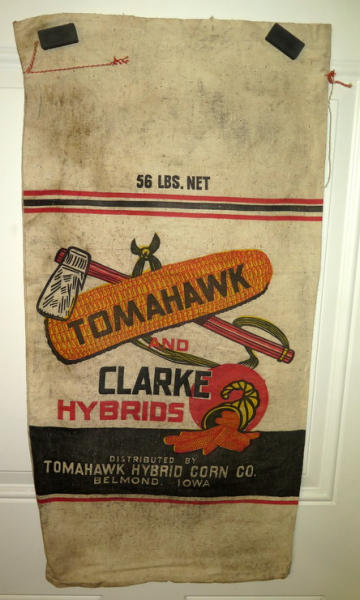 56 LBS. NET
TOMAHAWK
AND
CLARKE
HYBRIDS
DISTRIBUTED BY
TOMAHAWK HYBRID CORN CO.
BELMOND, IOWA